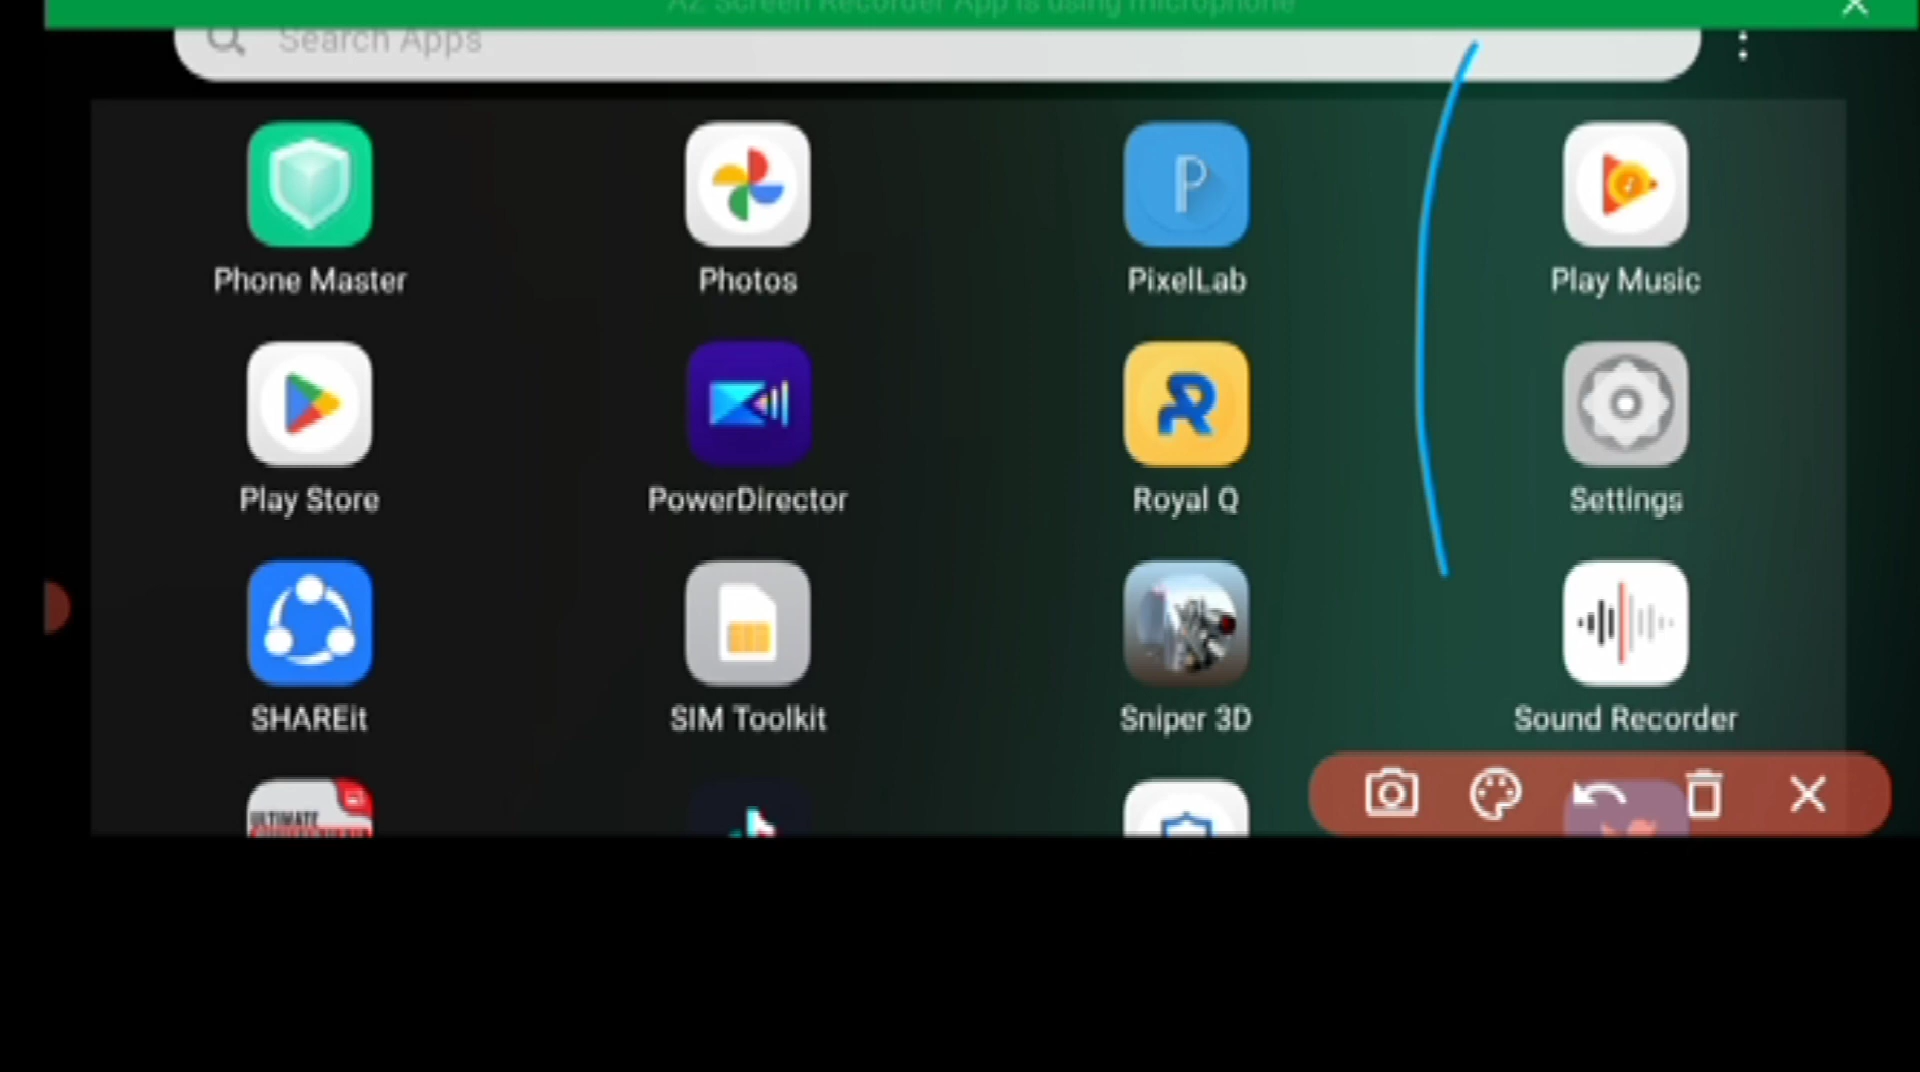 AZ Screen Recorder App is using microphone
Search Apps
Phone Master
Photos
PixelLab
Play Music
Play Store
PowerDirector
Royal Q
Settings
SHAREit
SIM Toolkit
Sniper 3D
Sound Recorder
ULTIMATE